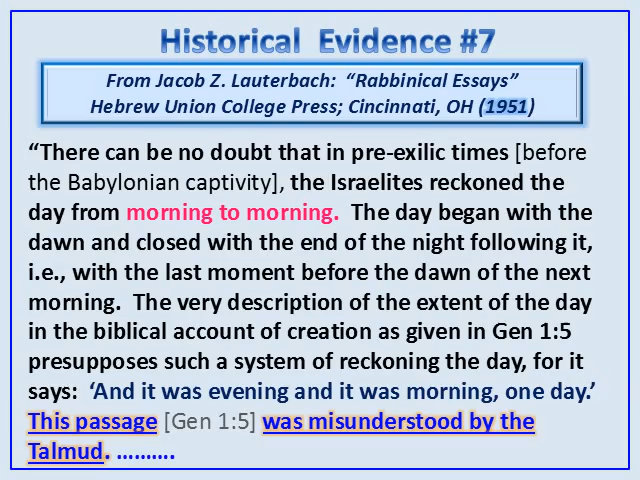 Historical  Evidence #7
From Jacob Z. Lauterbach:  “Rabbinical Essays”
Hebrew Union College Press; Cincinnati, OH (1951)
“There can be no doubt that in pre-exilic times [before
the Babylonian captivity], the Israelites reckoned the
day from morning to morning.  The day began with the
dawn and closed with the end of the night following it,
i.e., with the last moment before the dawn of the next
morning.  The very description of the extent of the day
in the biblical account of creation as given in Gen 1:5
presupposes such a system of reckoning the day, for it
says:  ‘And it was evening and it was morning, one day.’
This passage [Gen 1:5] was misunderstood by the
Talmud. ……….